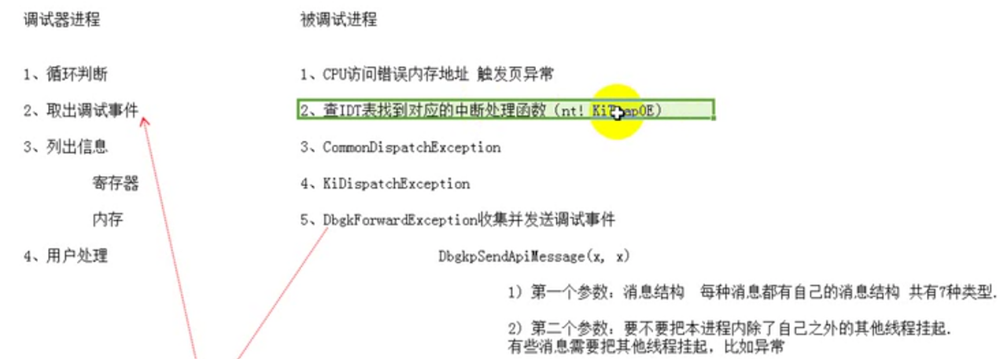 调试器进程
被调试进程
1、循环判断
1、CPU访问错误内存地址 触发页异常
2、取出调试事件
2、查IDT表找到对应的中断处理函数（nt! KiTrap0E）
3、列出信息
3、CommonDispatchException
寄存器
4、KiDispatchException
内存
5、DbgkForwardException收集并发送调试事件
4、用户处理
DbgkpSendApiMessage(x, x)
1）第一个参数：消息结构 每种消息都有自己的消息结构 共有7种类型.
2）第二个参数：要不要把本进程内除了自己之外的其他线程挂起.
有些消息需要把其他线程挂起，比如异常